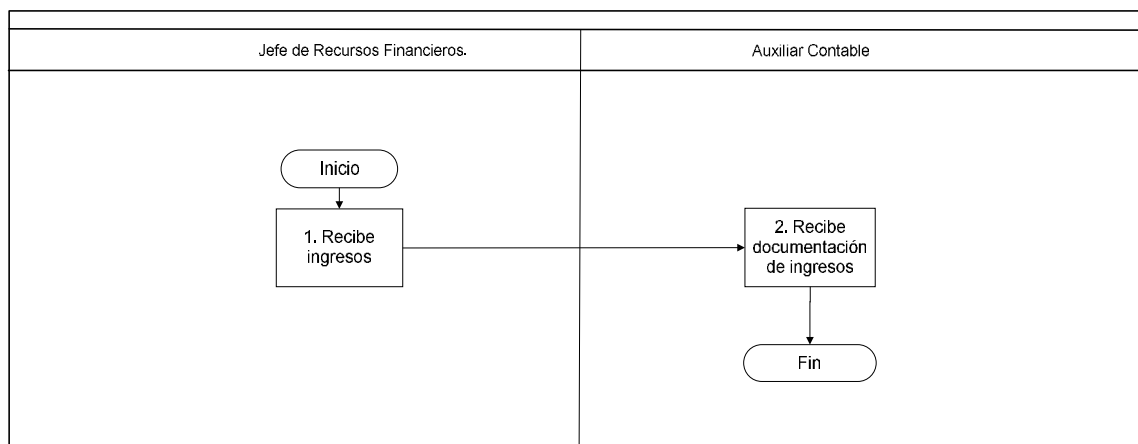 Jefe de Recursos Financieros.
Auxiliar Contable
Inicio
1. Recibe
ingresos
2. Recibe
documentación
de ingresos
Fin